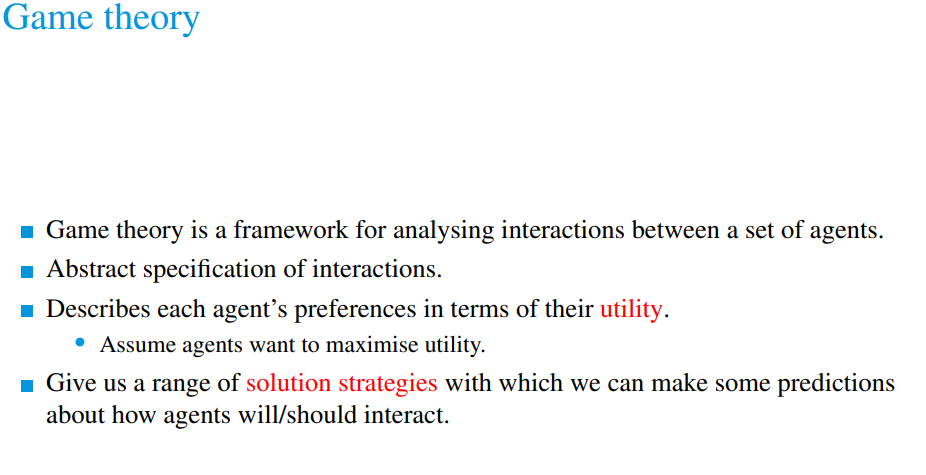 Game theory
Game theory is a framework for analysing interactions between a set of agents.
Abstract specification of interactions.
Describes each agent’s preferences in terms of their utility.
Assume agents want to maximise utility.
Give us a range of solution strategies with which we can make some predictions
about how agents will/should interact.